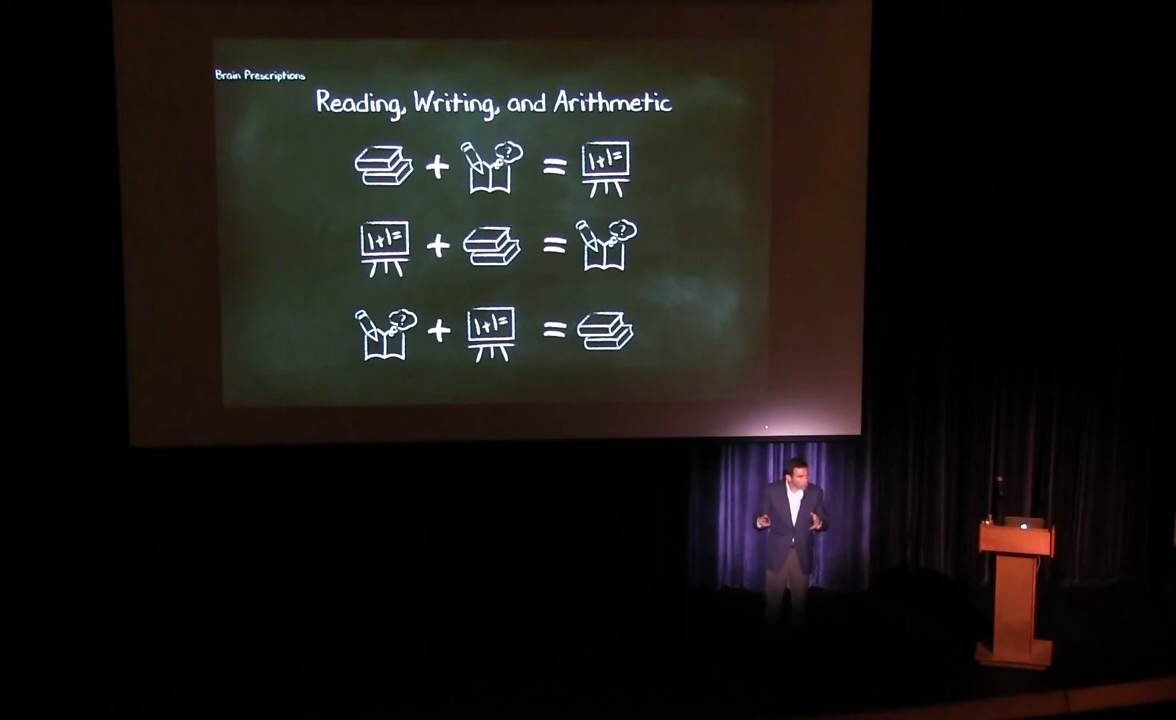 Brain Prescriptions
Reading, Writing, and Arithmetic
+ ? = 1+1=
1+1= + = ?
? + 1+1= =